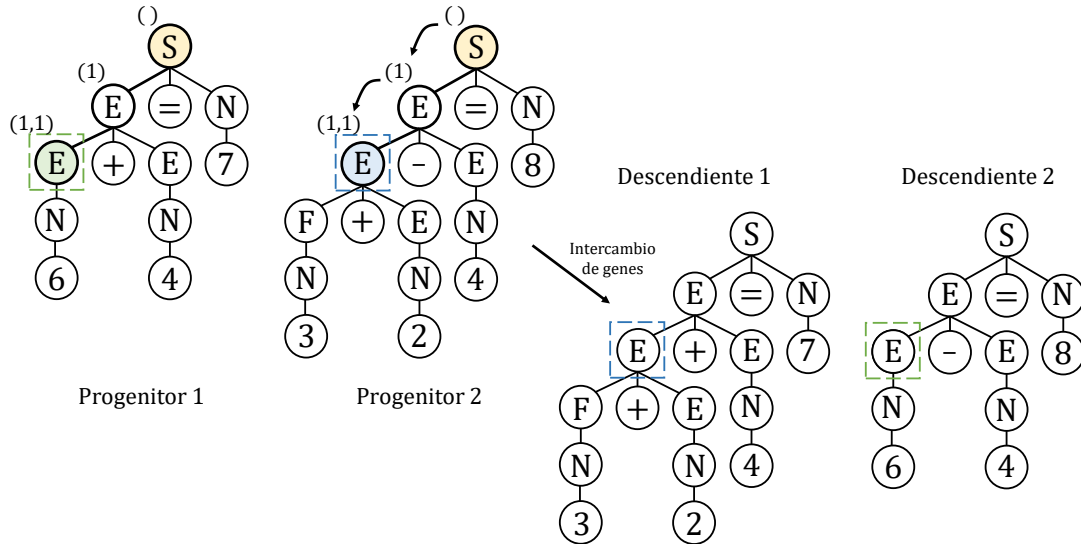 ( )
S
(1)
E = N
(1,1)
E + E 7
N N
6 4
Progenitor 1
( )
S
(1)
E = N
(1,1)
E - E 8
F + E N
N N 4
3 2
Progenitor 2
Intercambio
de genes
Descendiente 1
S
E = N
E + E 7
F + E N
N N 4
3 2
Descendiente 2
S
E = N
E - E 8
N N
6 4